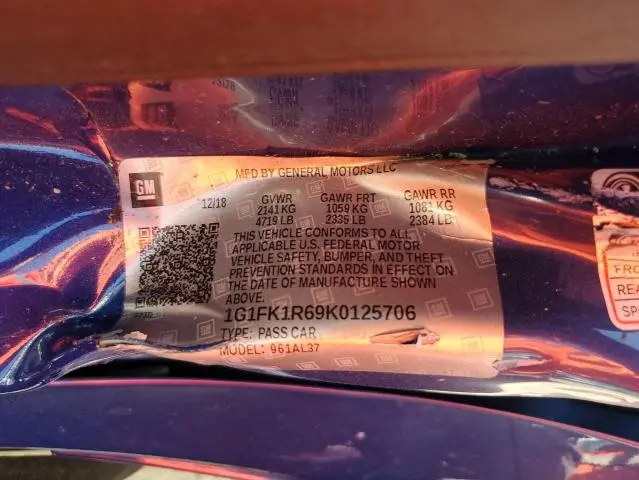 MFD BY GENERAL MOTORS LLC
GM
12/18 GVWR GAWR FRT GAWR RR
2141 KG 1059 KG 1081 KG
4719 LB 2335 LB 2384 LB
THIS VEHICLE CONFORMS TO ALL
APPLICABLE U.S. FEDERAL MOTOR
VEHICLE SAFETY, BUMPER, AND THEFT
PREVENTION STANDARDS IN EFFECT ON
THE DATE OF MANUFACTURE SHOWN
ABOVE.
1G1FK1R69K0125706
TYPE: PASS CAR
MODEL: 961AL37